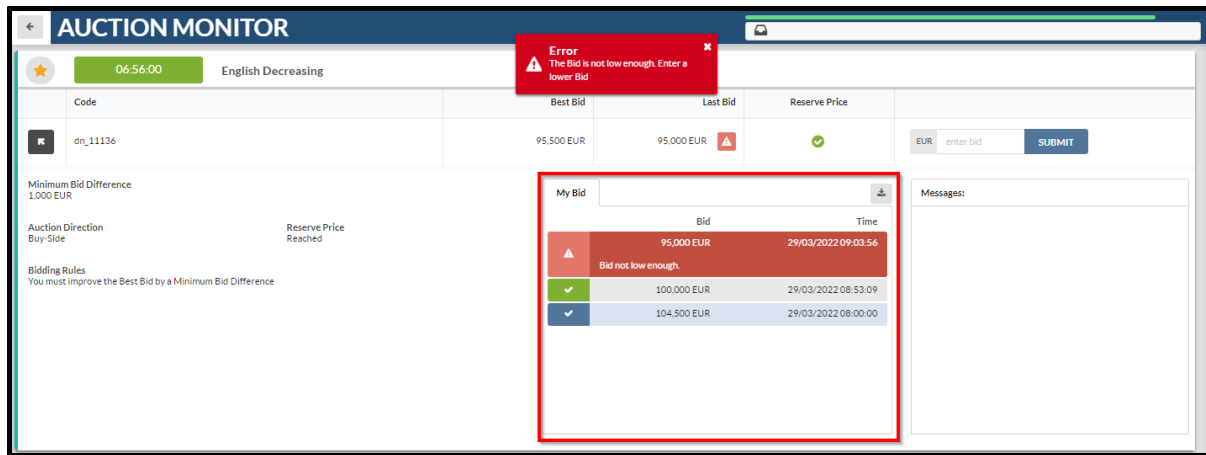 AUCTION MONITOR
Error
The Bid is not low enough. Enter a
lower Bid
06:56:00 English Decreasing
Code Best Bid Last Bid Reserve Price
dn_11136 95,500 EUR 95,000 EUR EUR enter bid SUBMIT
Minimum Bid Difference
1,000 EUR
Auction Direction Reserve Price
Buy-Side Reached
Bidding Rules
You must improve the Best Bid by a Minimum Bid Difference
My Bid
Bid Time
95,000 EUR 29/03/2022 09:03:56
Bid not low enough.
100,000 EUR 29/03/2022 08:53:09
104,500 EUR 29/03/2022 08:00:00
Messages: